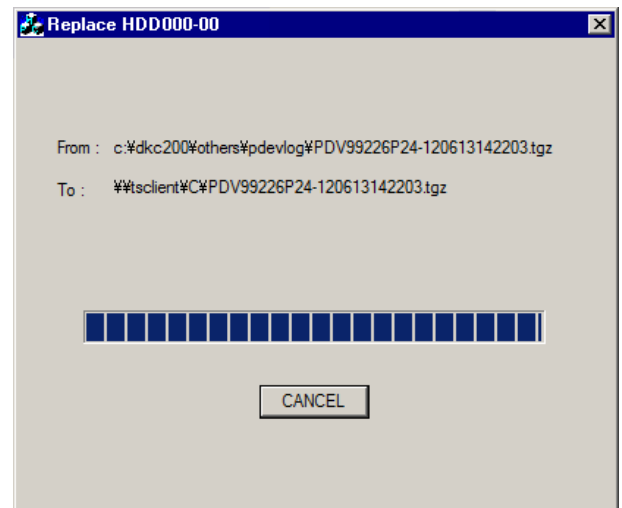 Replace HDD000-00
From : c:¥dkc200¥others¥pdevlog¥PDV99226P24-120613142203.tgz
To : ¥¥tsclient¥C¥PDV99226P24-120613142203.tgz
CANCEL